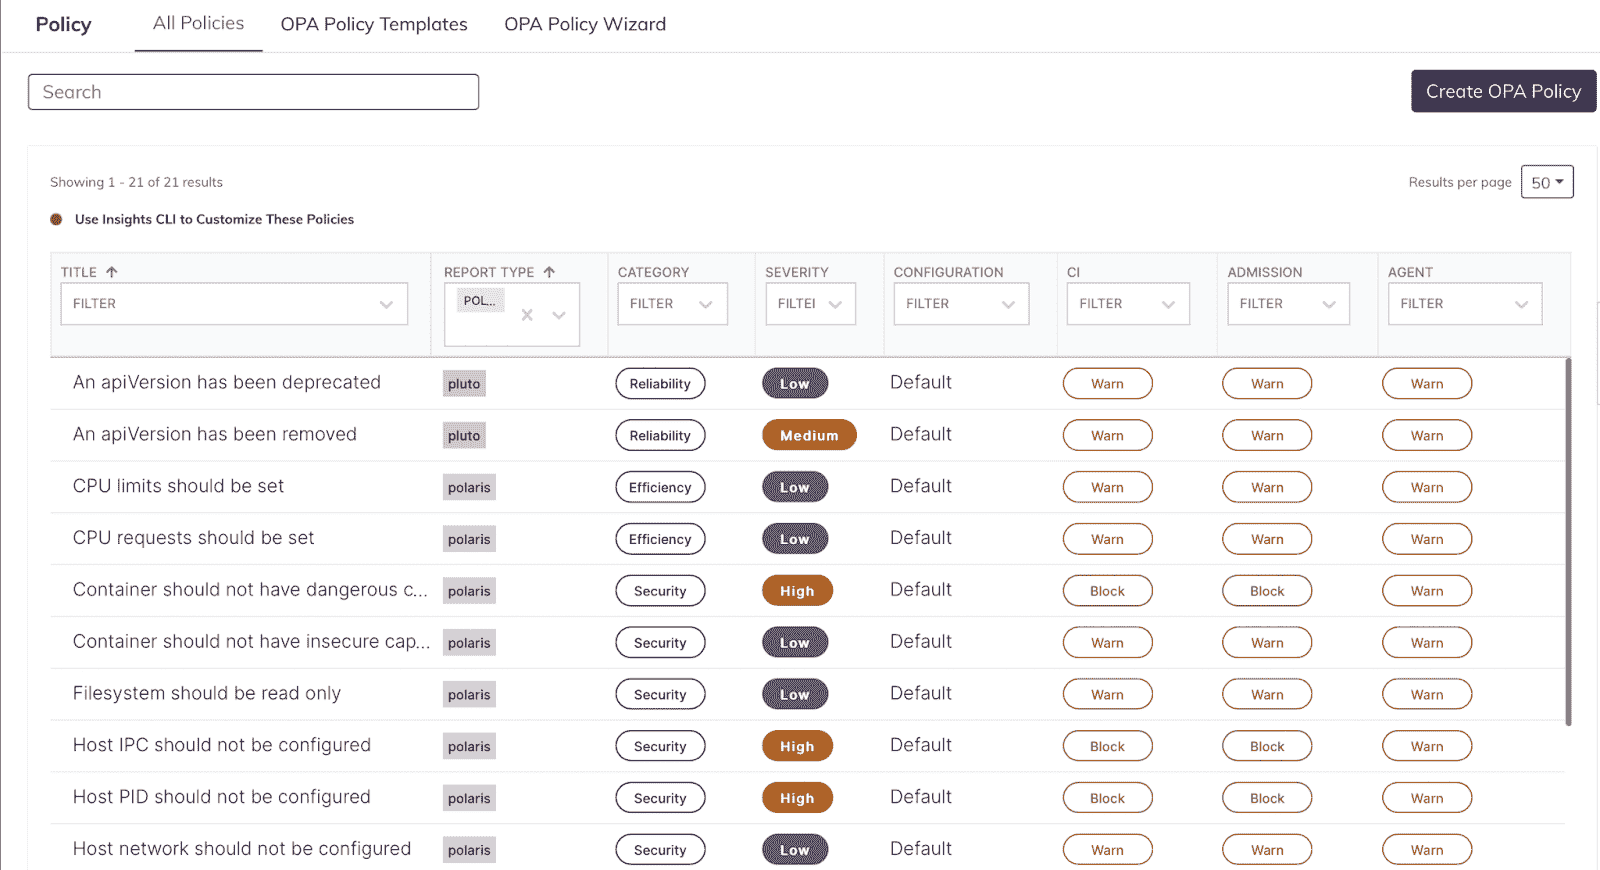 Policy All Policies OPA Policy Templates OPA Policy Wizard
Search Create OPA Policy
Showing 1 - 21 of 21 results Results per page 50
Use Insights CLI to Customize These Policies
TITLE REPORT TYPE CATEGORY SEVERITY CONFIGURATION CI ADMISSION AGENT
FILTER POL... FILTER FILTER FILTER FILTER FILTER FILTER
An apiVersion has been deprecated pluto Reliability Low Default Warn Warn Warn
An apiVersion has been removed pluto Reliability Medium Default Warn Warn Warn
CPU limits should be set polaris Efficiency Low Default Warn Warn Warn
CPU requests should be set polaris Efficiency Low Default Warn Warn Warn
Container should not have dangerous c... polaris Security High Default Block Block Warn
Container should not have insecure cap... polaris Security Low Default Warn Warn Warn
Filesystem should be read only polaris Security Low Default Warn Warn Warn
Host IPC should not be configured polaris Security High Default Block Block Warn
Host PID should not be configured polaris Security High Default Block Block Warn
Host network should not be configured polaris Security Low Default Warn Warn Warn